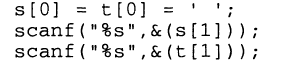 s[0] = t[0] = ' ';
scanf("%s",&(s[1]));
scanf("%s",&(t[1]));